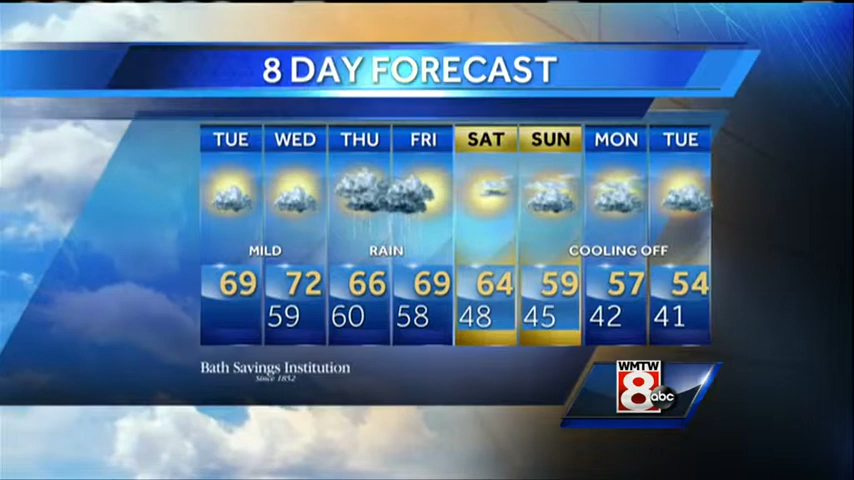 8 DAY FORECAST
TUE WED THU FRI SAT SUN MON TUE
MILD RAIN COOLING OFF
69 72 66 69 64 59 57 54
59 60 58 48 45 42 41
Bath Savings Institution
Since 1852
WMTW
8
abc